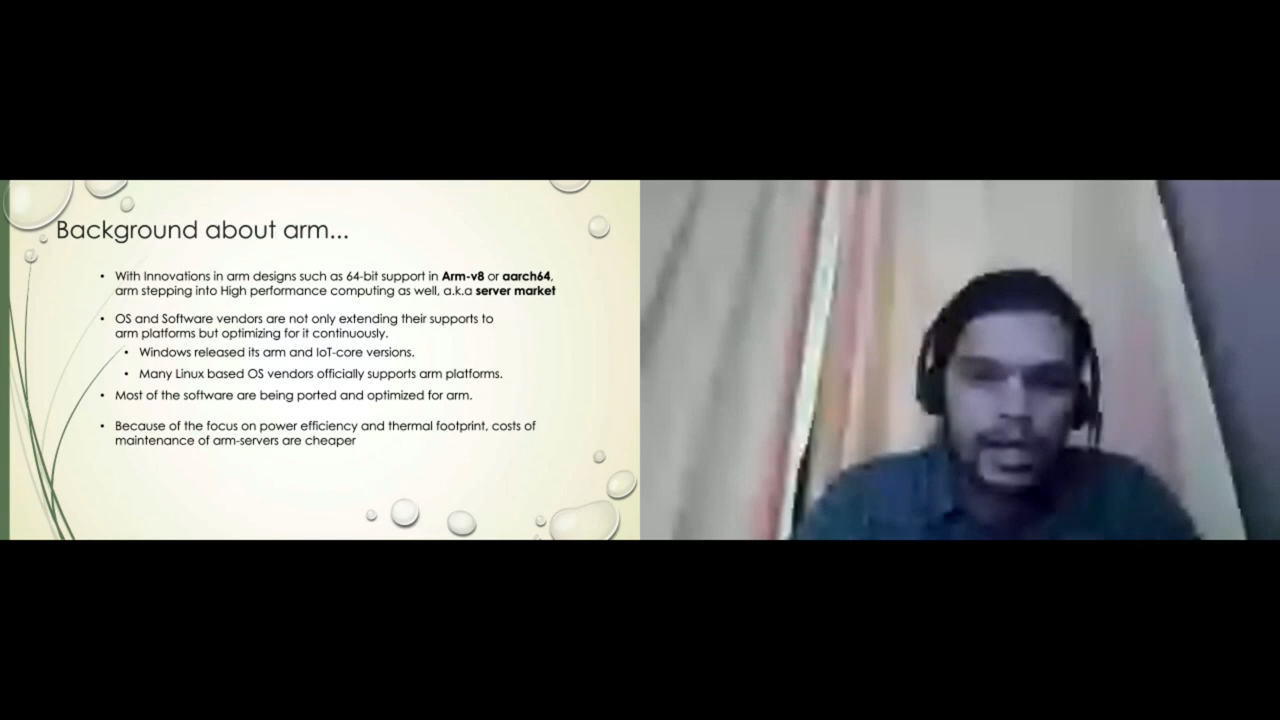 Background about arm...
• With Innovations in arm designs such as 64-bit support in Arm-v8 or aarch64,
arm stepping into High performance computing as well, a.k.a server market
• OS and Software vendors are not only extending their supports to
arm platforms but optimizing for it continuously.
• Windows released its arm and IoT-core versions.
• Many Linux based OS vendors officially supports arm platforms.
• Most of the software are being ported and optimized for arm.
• Because of the focus on power efficiency and thermal footprint, costs of
maintenance of arm-servers are cheaper